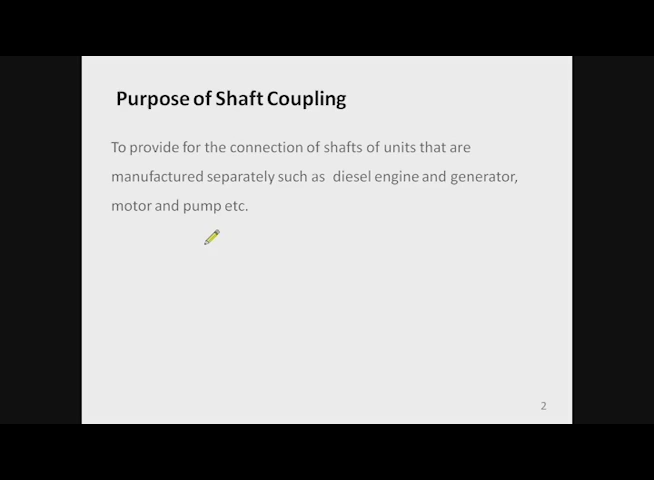 Purpose of Shaft Coupling
To provide for the connection of shafts of units that are
manufactured separately such as diesel engine and generator,
motor and pump etc.
2